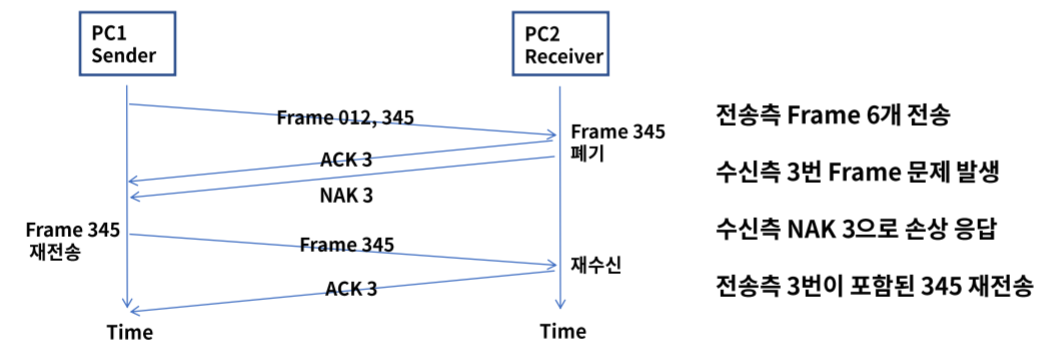 PC1
Sender
PC2
Receiver
Frame 012, 345
Frame 345
폐기
ACK 3
NAK 3
Frame 345
재전송
Frame 345
재수신
ACK 3
Time
Time
전송측 Frame 6개 전송
수신측 3번 Frame 문제 발생
수신측 NAK 3으로 손상 응답
전송측 3번이 포함된 345 재전송